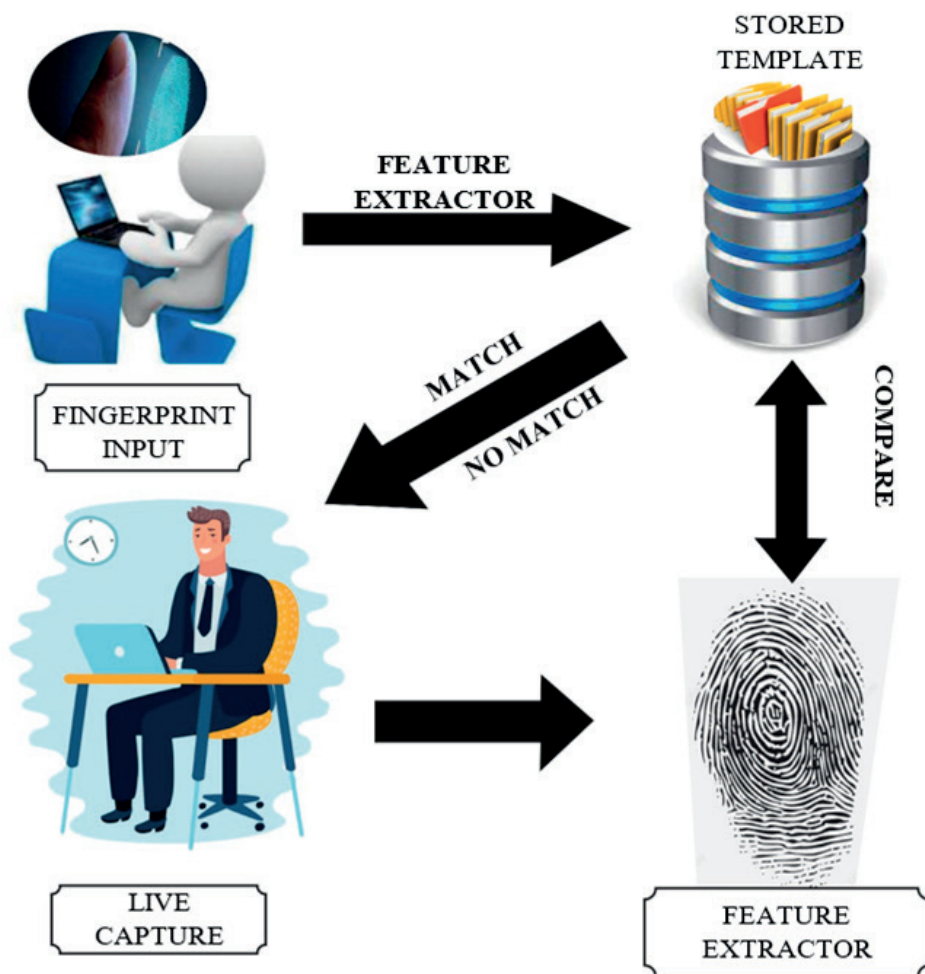 STORED
TEMPLATE
FEATURE
EXTRACTOR
FINGERPRINT
INPUT
MATCH
NO MATCH
COMPARE
LIVE
CAPTURE
FEATURE
EXTRACTOR